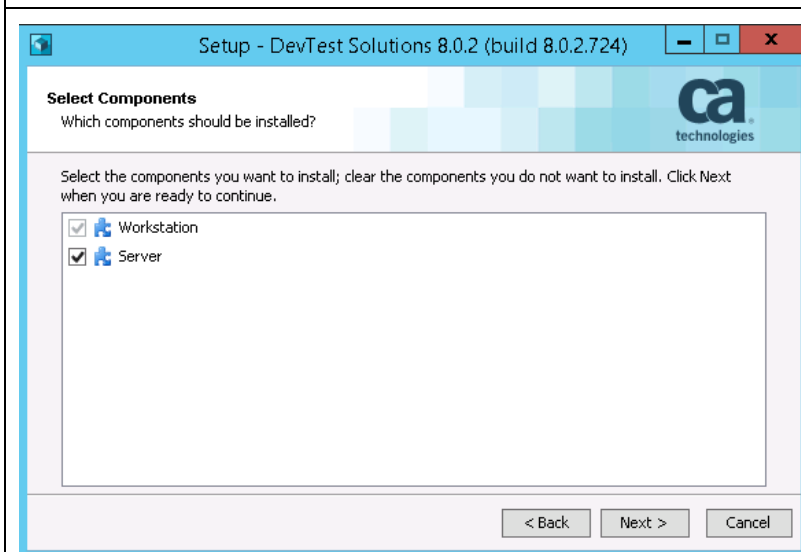 Setup - DevTest Solutions 8.0.2 (build 8.0.2.724)
Select Components
Which components should be installed?
ca
technologies
Select the components you want to install; clear the components you do not want to install. Click Next
when you are ready to continue.
Workstation
Server
< Back Next > Cancel